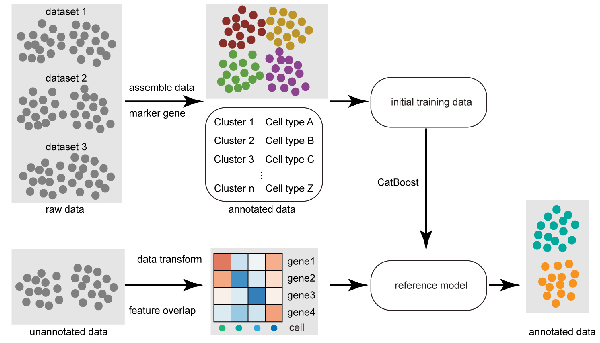 dataset 1
dataset 2
dataset 3
raw data
assemble data
marker gene
Cluster 1 Cell type A
Cluster 2 Cell type B
Cluster 3 Cell type C
⋮
Cluster n Cell type Z
annotated data
initial training data
CatBoost
unannotated data
data transform
feature overlap
gene1
gene2
gene3
gene4
cell
reference model
annotated data